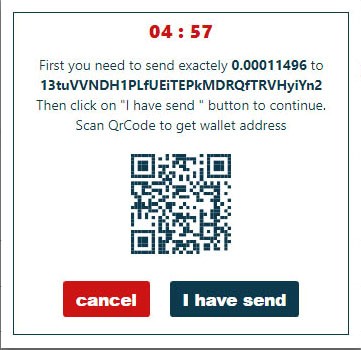 04 : 57
First you need to send exactely 0.00011496 to
13tuVVNDH1PLfUEiTEPkMDRQfTRVHyiYn2
Then click on "I have send " button to continue.
Scan QrCode to get wallet address
cancel
I have send